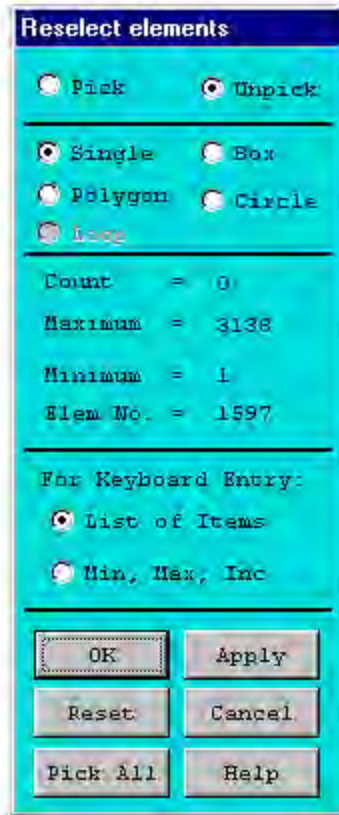 Reselect elements
Pick Unpick
Single Box
Polygon Circle
Loop
Count = 0
Maximum = 3138
Minimum = 1
Elem No. = 1597
For Keyboard Entry:
List of Items
Min, Max, Inc
OK Apply
Reset Cancel
Pick All Help